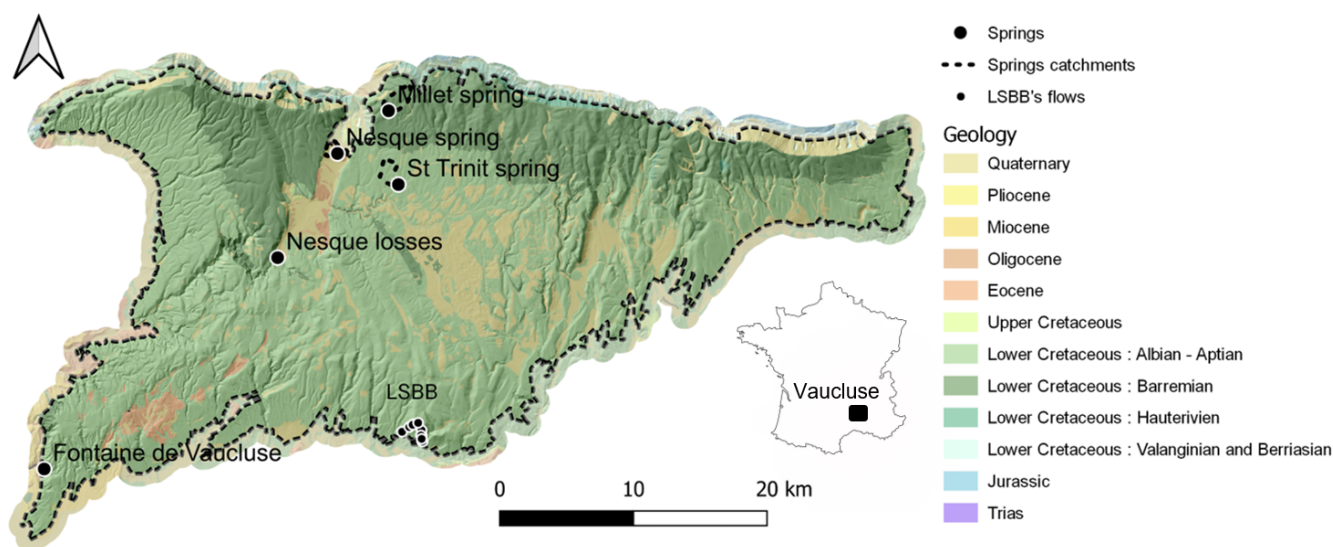 Millet spring
Nesque spring
St Trinit spring
Nesque losses
LSBB
Fontaine de Vaucluse
Vaucluse
0 10 20 km
Springs
Springs catchments
LSBB's flows
Geology
Quaternary
Pliocene
Miocene
Oligocene
Eocene
Upper Cretaceous
Lower Cretaceous : Albian - Aptian
Lower Cretaceous : Barremian
Lower Cretaceous : Hauterivien
Lower Cretaceous : Valanginian and Berriasian
Jurassic
Trias